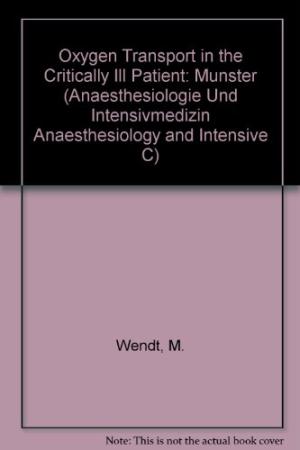 Oxygen Transport in the
Critically Ill Patient: Munster
(Anaesthesiologie Und
Intensivmedizin
Anaesthesiology and Intensive
C)
Wendt, M.
Note: This is not the actual book cover